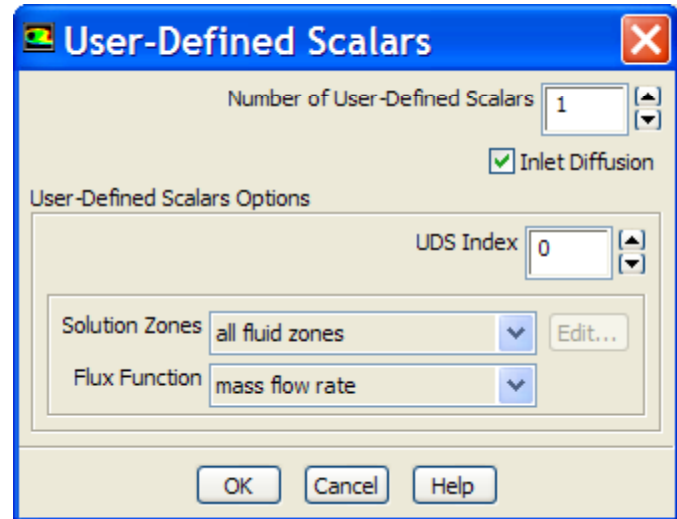 User-Defined Scalars
Number of User-Defined Scalars 1
Inlet Diffusion
User-Defined Scalars Options
UDS Index 0
Solution Zones all fluid zones Edit...
Flux Function mass flow rate
OK Cancel Help